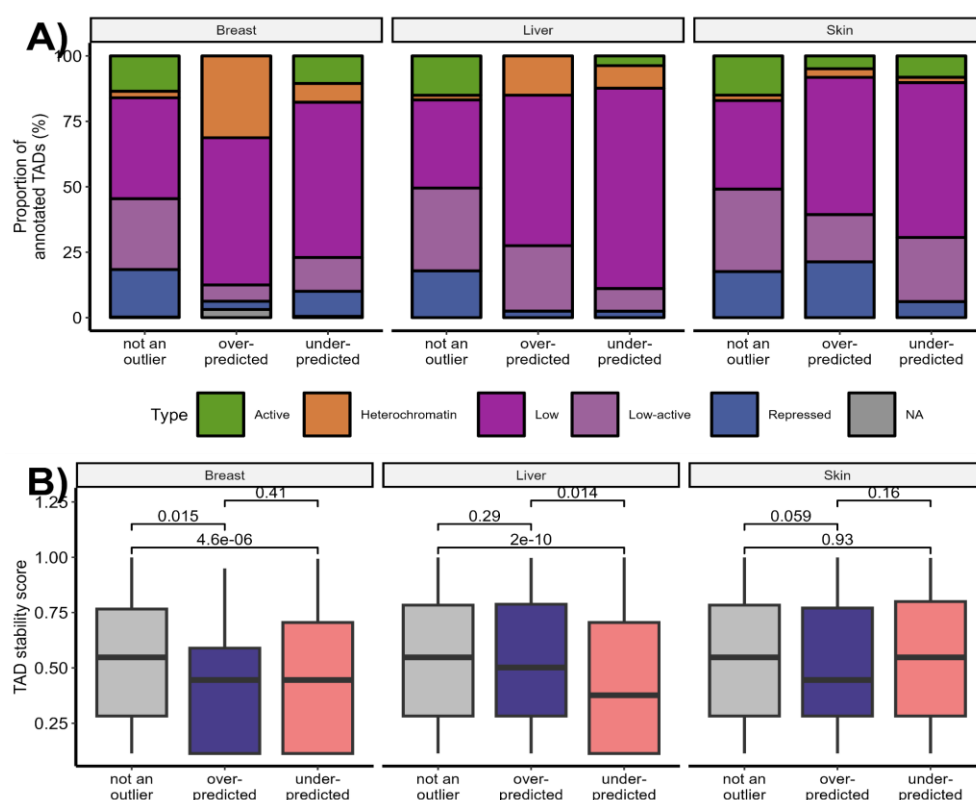 A)
Breast Liver Skin
Proportion of
annotated TADs (%)
100
75
50
25
0
not an
outlier
over-
predicted
under-
predicted
not an
outlier
over-
predicted
under-
predicted
not an
outlier
over-
predicted
under-
predicted
Type Active Heterochromatin Low Low-active Repressed NA
B)
Breast Liver Skin
TAD stability score
1.25
1.00
0.75
0.50
0.25
0.41
0.015
4.6e-06
0.014
0.29
2e-10
0.16
0.059
0.93
not an
outlier
over-
predicted
under-
predicted
not an
outlier
over-
predicted
under-
predicted
not an
outlier
over-
predicted
under-
predicted